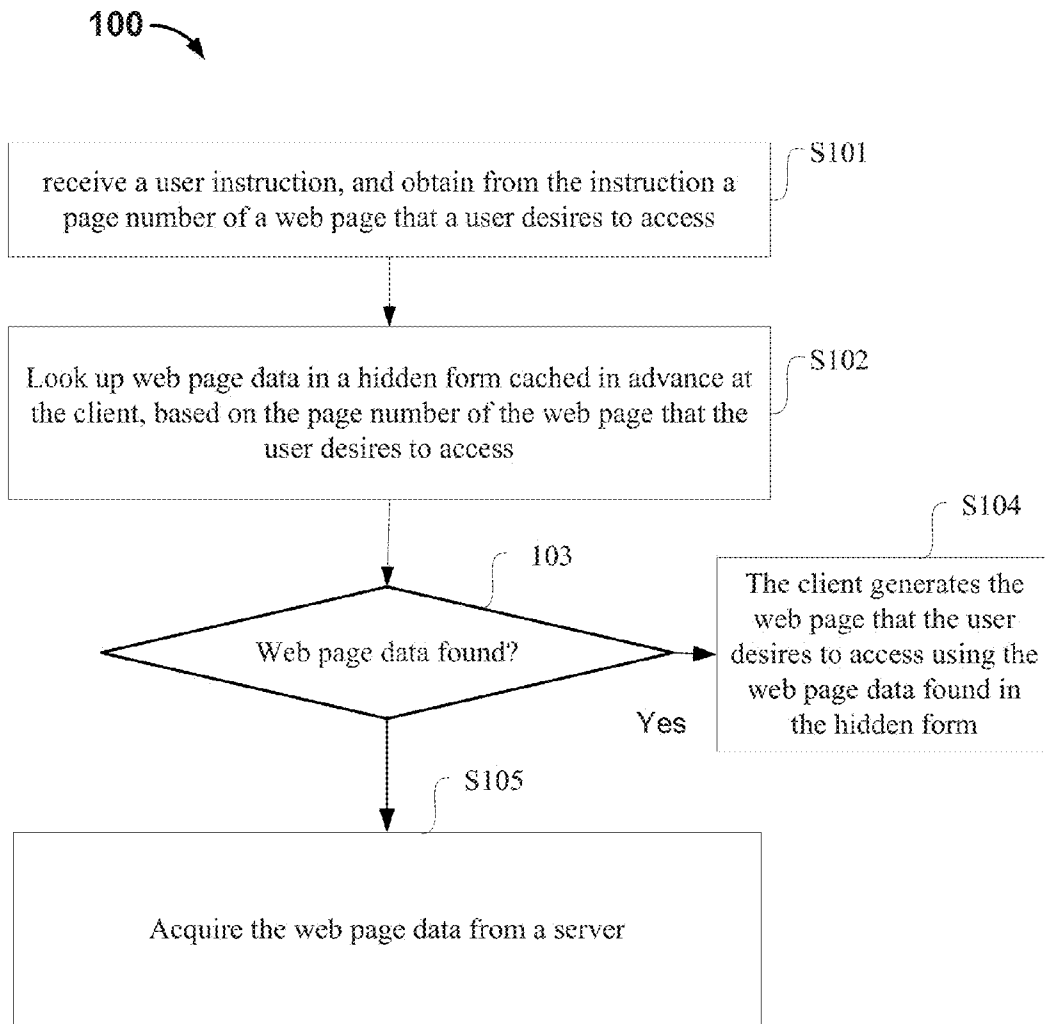 100
S101
receive a user instruction, and obtain from the instruction a
page number of a web page that a user desires to access
S102
Look up web page data in a hidden form cached in advance at
the client, based on the page number of the web page that the
user desires to access
S104
The client generates the
web page that the user
desires to access using the
web page data found in
the hidden form
103
Web page data found?
Yes
S105
Acquire the web page data from a server